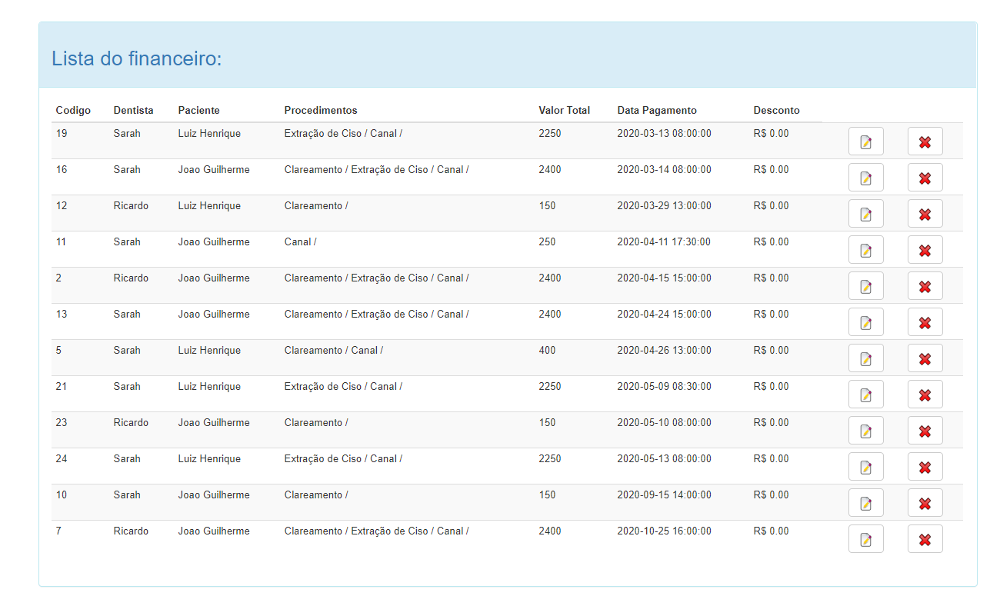 Lista do financeiro:
Codigo Dentista Paciente Procedimentos Valor Total Data Pagamento Desconto
19 Sarah Luiz Henrique Extração de Ciso / Canal / 2250 2020-03-13 08:00:00 R$ 0.00
16 Sarah Joao Guilherme Clareamento / Extração de Ciso / Canal / 2400 2020-03-14 08:00:00 R$ 0.00
12 Ricardo Luiz Henrique Clareamento / 150 2020-03-29 13:00:00 R$ 0.00
11 Sarah Joao Guilherme Canal / 250 2020-04-11 17:30:00 R$ 0.00
2 Ricardo Joao Guilherme Clareamento / Extração de Ciso / Canal / 2400 2020-04-15 15:00:00 R$ 0.00
13 Sarah Joao Guilherme Clareamento / Extração de Ciso / Canal / 2400 2020-04-24 15:00:00 R$ 0.00
5 Sarah Luiz Henrique Clareamento / Canal / 400 2020-04-26 13:00:00 R$ 0.00
21 Sarah Luiz Henrique Extração de Ciso / Canal / 2250 2020-05-09 08:30:00 R$ 0.00
23 Ricardo Joao Guilherme Clareamento / 150 2020-05-10 08:00:00 R$ 0.00
24 Sarah Luiz Henrique Extração de Ciso / Canal / 2250 2020-05-13 08:00:00 R$ 0.00
10 Sarah Joao Guilherme Clareamento / 150 2020-09-15 14:00:00 R$ 0.00
7 Ricardo Joao Guilherme Clareamento / Extração de Ciso / Canal / 2400 2020-10-25 16:00:00 R$ 0.00